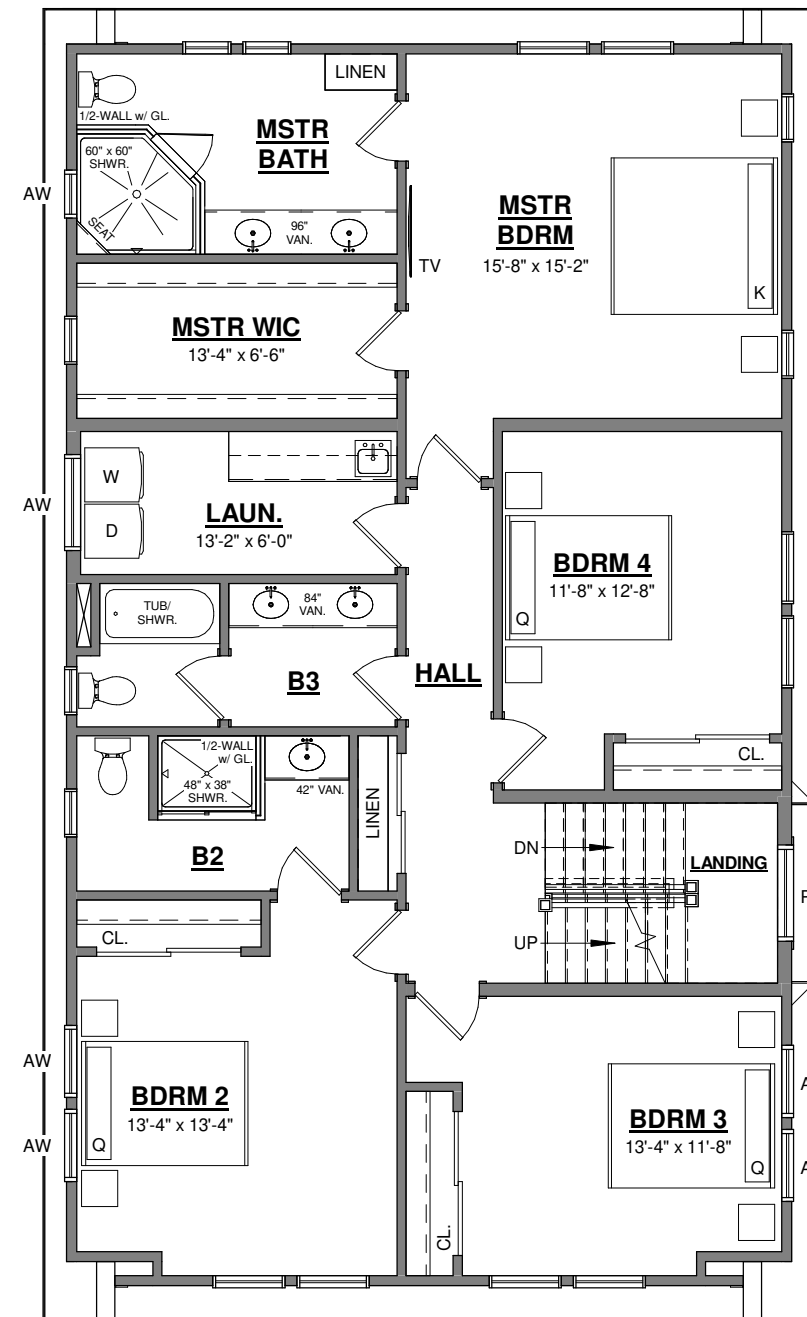 LINEN
1/2-WALL w/ GL.
MSTR
BATH
60" x 60"
SHWR.
SEAT
96"
VAN.
AW
MSTR
BDRM
15'-8" x 15'-2"
TV
K
MSTR WIC
13'-4" x 6'-6"
W
D
AW
LAUN.
13'-2" x 6'-0"
BDRM 4
11'-8" x 12'-8"
Q
TUB/
SHWR.
84"
VAN.
B3
HALL
CL.
1/2-WALL
w/ GL.
48" x 38"
SHWR.
42" VAN.
LINEN
B2
DN
LANDING
UP
CL.
AW
AW
BDRM 2
13'-4" x 13'-4"
Q
BDRM 3
13'-4" x 11'-8"
Q
CL.